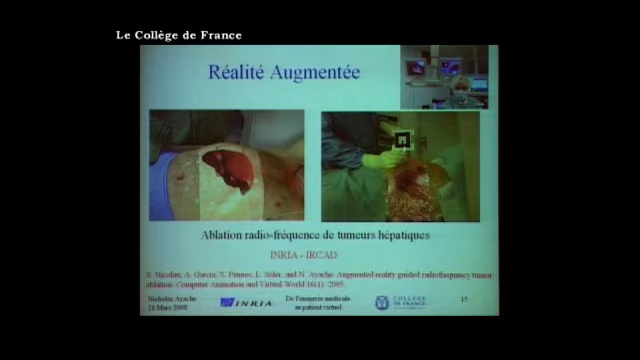 Le Collège de France
Réalité Augmentée
Ablation radio-fréquence de tumeurs hépatiques
INRIA - IRCAD
S. Nicolau, A. Garcia, X. Pennec, L. Soler, and N. Ayache: Augmented reality guided radiofrequency tumor
ablation. Computer Animation and Virtual World 16(1) 2005.
Nicholas Ayache
21 Mars 2008
INRIA
De l'imagerie médicale
au patient virtuel
COLLÈGE
DE FRANCE
15